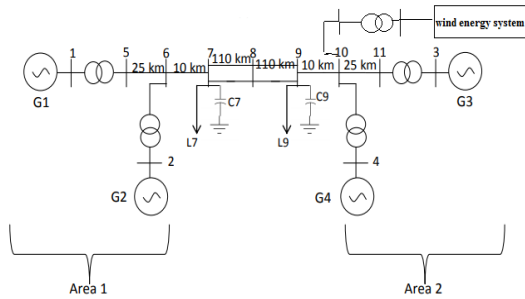 wind energy system
1 5 6 7 110 km 8 9 10 11 3
25 km 10 km 110 km 10 km 25 km
G1 C7 C9 G3
L7 L9
2 4
G2 G4
Area 1 Area 2